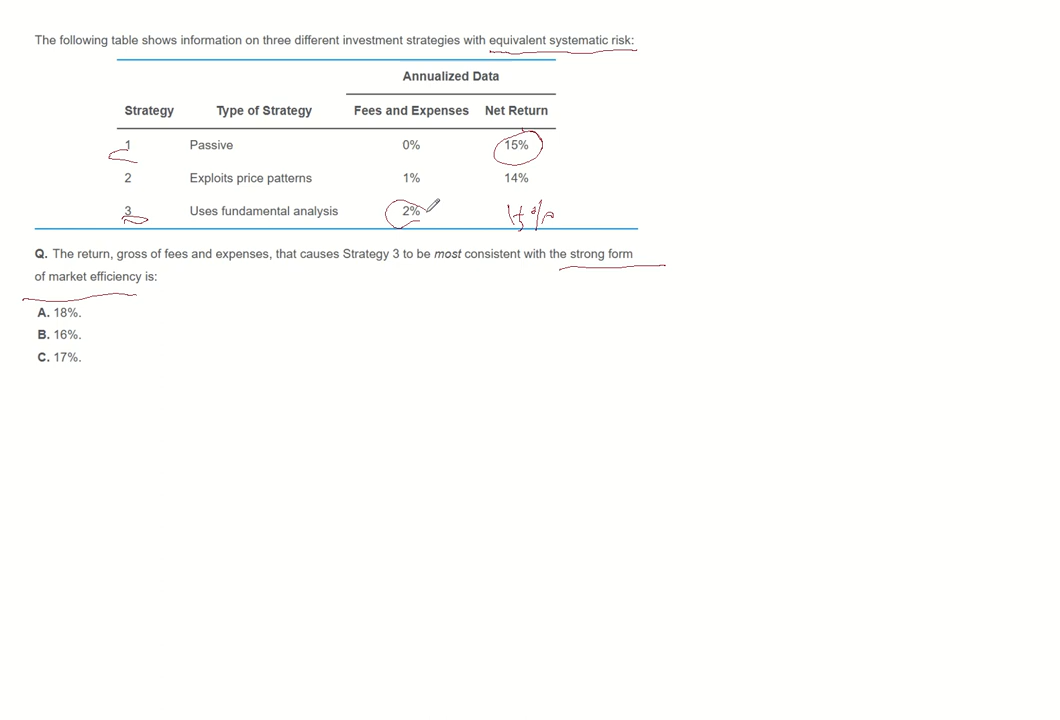 The following table shows information on three different investment strategies with equivalent systematic risk:
Annualized Data
Strategy Type of Strategy Fees and Expenses Net Return
1 Passive 0% 15%
2 Exploits price patterns 1% 14%
3 Uses fundamental analysis 2% 15%
Q. The return, gross of fees and expenses, that causes Strategy 3 to be most consistent with the strong form
of market efficiency is:
A. 18%.
B. 16%.
C. 17%.